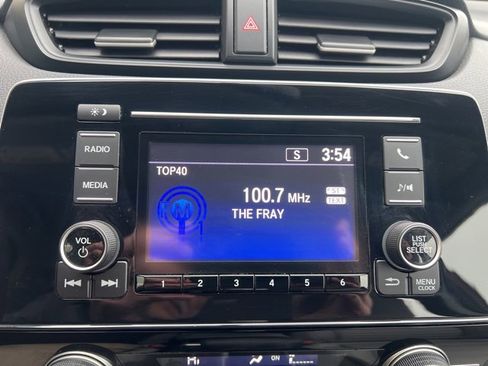 S 3:54
TOP40
RADIO
100.7 MHz
TEXT
MEDIA
FM1
THE FRAY
VOL
LIST
PUSH
SELECT
1 2 3 4 5 6
MENU
CLOCK
ON